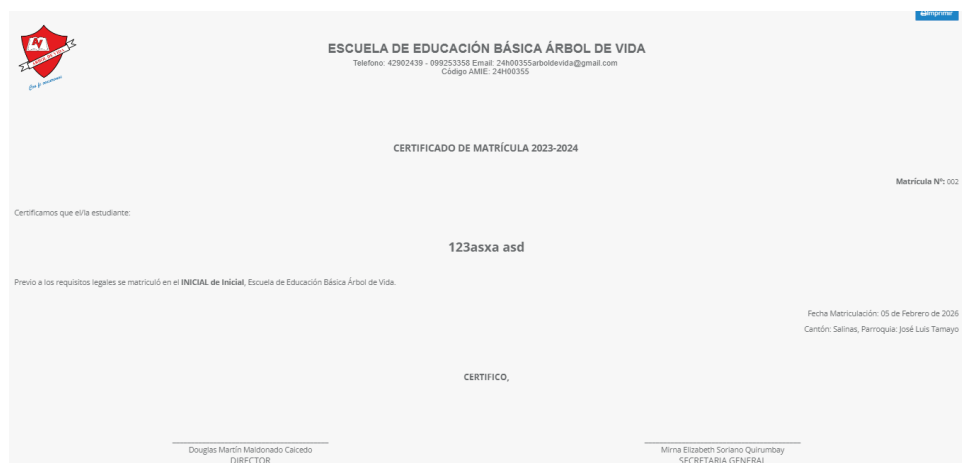 Imprimir
ESCUELA DE EDUCACIÓN BÁSICA ÁRBOL DE VIDA
Telefono: 42902439 - 099253358 Email: 24h00355arboldevida@gmail.com
Código AMIE: 24H00355
ARBOL DE VIDA
CERTIFICADO DE MATRÍCULA 2023-2024
Matrícula Nº: 002
Certificamos que el/la estudiante:
123asxa asd
Previo a los requisitos legales se matriculó en el INICIAL de Inicial, Escuela de Educación Básica Árbol de Vida.
Fecha Matriculación: 05 de Febrero de 2026
Cantón: Salinas, Parroquia: José Luis Tamayo
CERTIFICO,
Douglas Martín Maldonado Caicedo
DIRECTOR
Mirna Elizabeth Soriano Quirumbay
SECRETARIA GENERAL